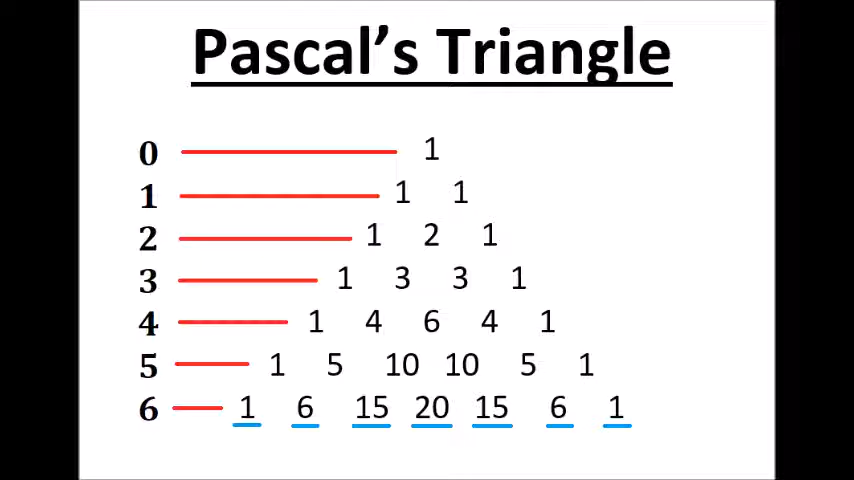 Pascal’s Triangle
0 1
1 1 1
2 1 2 1
3 1 3 3 1
4 1 4 6 4 1
5 1 5 10 10 5 1
6 1 6 15 20 15 6 1